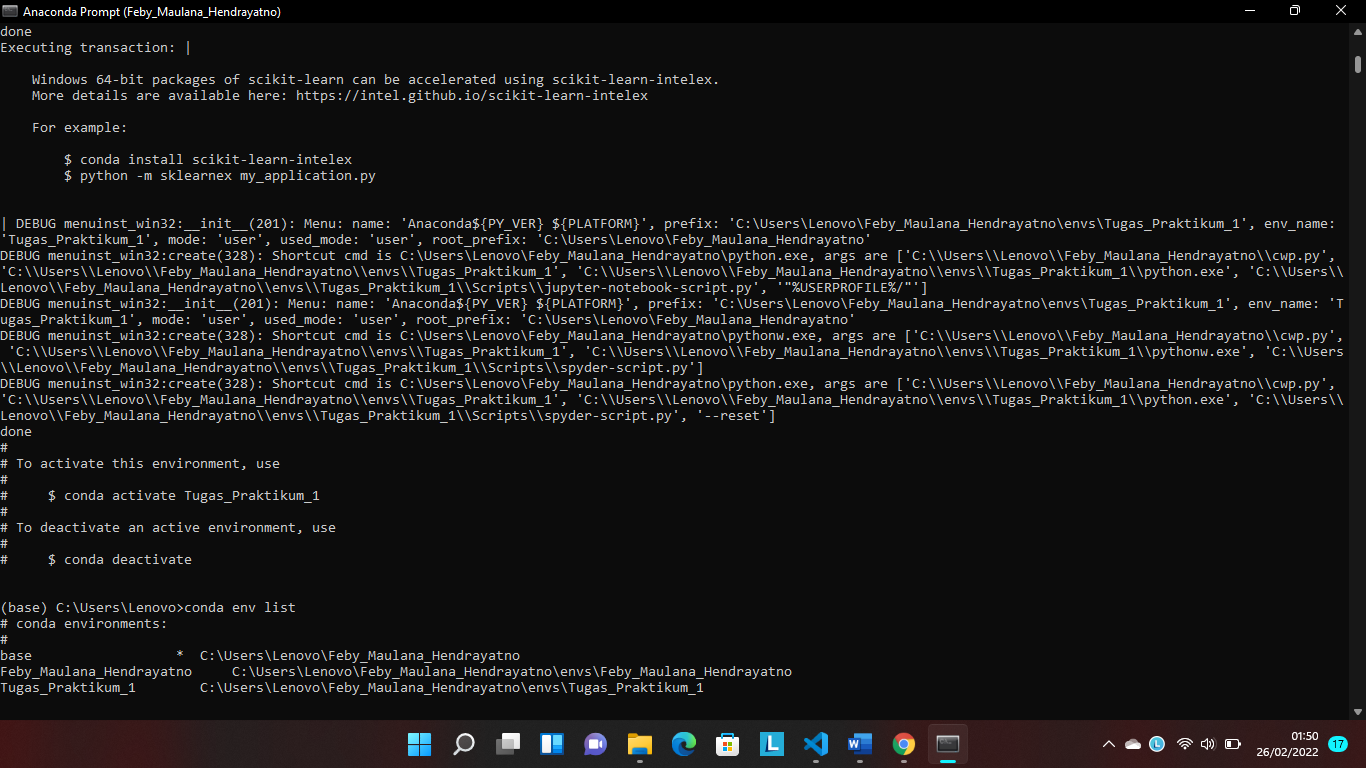 Anaconda Prompt (Feby_Maulana_Hendrayatno)
done
Executing transaction: |
Windows 64-bit packages of scikit-learn can be accelerated using scikit-learn-intelex.
More details are available here: https://intel.github.io/scikit-learn-intelex
For example:
$ conda install scikit-learn-intelex
$ python -m sklearnex my_application.py
| DEBUG menuinst_win32:__init__(201): Menu: name: 'Anaconda${PY_VER} ${PLATFORM}', prefix: 'C:\Users\Lenovo\Feby_Maulana_Hendrayatno\envs\Tugas_Praktikum_1', env_name:
'Tugas_Praktikum_1', mode: 'user', used_mode: 'user', root_prefix: 'C:\Users\Lenovo\Feby_Maulana_Hendrayatno'
DEBUG menuinst_win32:create(328): Shortcut cmd is C:\Users\Lenovo\Feby_Maulana_Hendrayatno\python.exe, args are ['C:\\Users\\Lenovo\\Feby_Maulana_Hendrayatno\\cwp.py',
'C:\\Users\\Lenovo\\Feby_Maulana_Hendrayatno\\envs\\Tugas_Praktikum_1', 'C:\\Users\\Lenovo\\Feby_Maulana_Hendrayatno\\envs\\Tugas_Praktikum_1\\python.exe', 'C:\\Users\\
Lenovo\\Feby_Maulana_Hendrayatno\\envs\\Tugas_Praktikum_1\\Scripts\\jupyter-notebook-script.py', '"%USERPROFILE%/"']
DEBUG menuinst_win32:__init__(201): Menu: name: 'Anaconda${PY_VER} ${PLATFORM}', prefix: 'C:\Users\Lenovo\Feby_Maulana_Hendrayatno\envs\Tugas_Praktikum_1', env_name: 'T
ugas_Praktikum_1', mode: 'user', used_mode: 'user', root_prefix: 'C:\Users\Lenovo\Feby_Maulana_Hendrayatno'
DEBUG menuinst_win32:create(328): Shortcut cmd is C:\Users\Lenovo\Feby_Maulana_Hendrayatno\pythonw.exe, args are ['C:\\Users\\Lenovo\\Feby_Maulana_Hendrayatno\\cwp.py',
'C:\\Users\\Lenovo\\Feby_Maulana_Hendrayatno\\envs\\Tugas_Praktikum_1', 'C:\\Users\\Lenovo\\Feby_Maulana_Hendrayatno\\envs\\Tugas_Praktikum_1\\pythonw.exe', 'C:\\Users
\\Lenovo\\Feby_Maulana_Hendrayatno\\envs\\Tugas_Praktikum_1\\Scripts\\spyder-script.py']
DEBUG menuinst_win32:create(328): Shortcut cmd is C:\Users\Lenovo\Feby_Maulana_Hendrayatno\python.exe, args are ['C:\\Users\\Lenovo\\Feby_Maulana_Hendrayatno\\cwp.py',
'C:\\Users\\Lenovo\\Feby_Maulana_Hendrayatno\\envs\\Tugas_Praktikum_1', 'C:\\Users\\Lenovo\\Feby_Maulana_Hendrayatno\\envs\\Tugas_Praktikum_1\\python.exe', 'C:\\Users\\
Lenovo\\Feby_Maulana_Hendrayatno\\envs\\Tugas_Praktikum_1\\Scripts\\spyder-script.py', '--reset']
done
#
# To activate this environment, use
#
#     $ conda activate Tugas_Praktikum_1
#
# To deactivate an active environment, use
#
#     $ conda deactivate
(base) C:\Users\Lenovo>conda env list
# conda environments:
#
base                  *  C:\Users\Lenovo\Feby_Maulana_Hendrayatno
Feby_Maulana_Hendrayatno     C:\Users\Lenovo\Feby_Maulana_Hendrayatno\envs\Feby_Maulana_Hendrayatno
Tugas_Praktikum_1        C:\Users\Lenovo\Feby_Maulana_Hendrayatno\envs\Tugas_Praktikum_1
01:50
26/02/2022
17